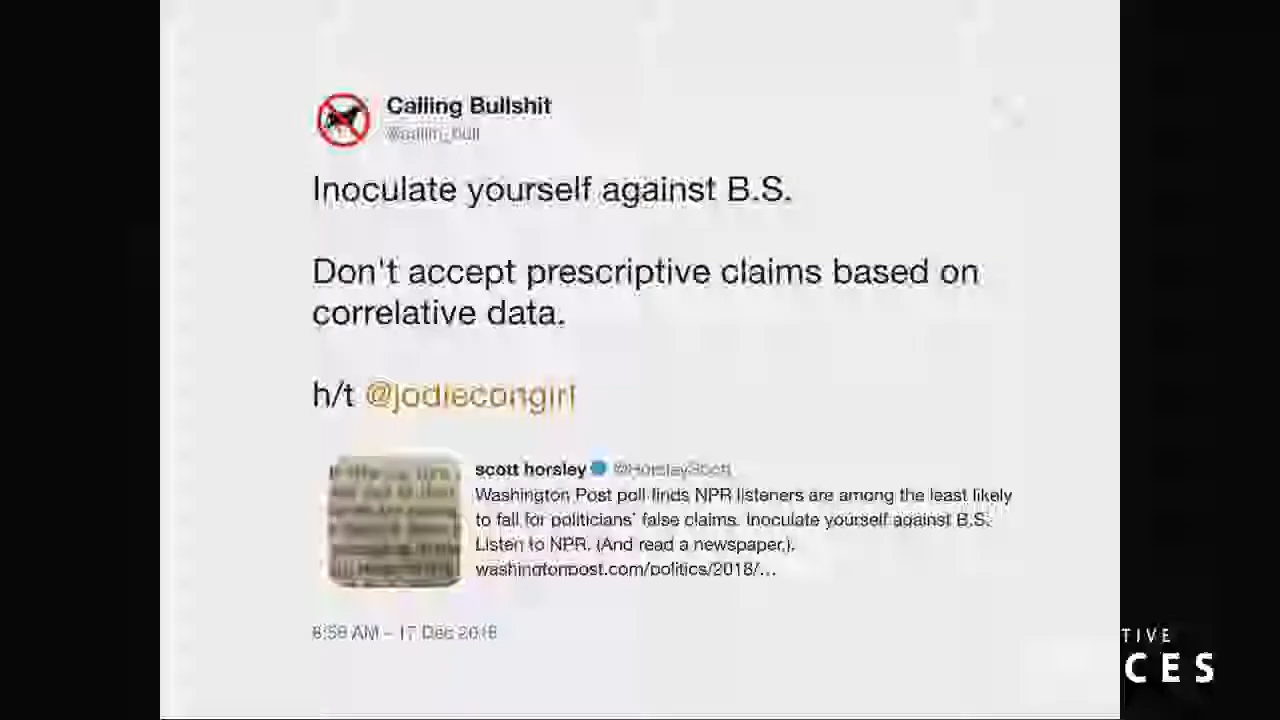 Calling Bullshit
@callin_bull
Inoculate yourself against B.S.
Don't accept prescriptive claims based on
correlative data.
h/t @jodiecongirl
scott horsley @HorsleyScott
Washington Post poll finds NPR listeners are among the least likely
to fall for politicians' false claims. Inoculate yourself against B.S.
Listen to NPR. (And read a newspaper.).
washingtonpost.com/politics/2018/...
8:58 AM – 17 Dec 2018
TIVE
CES